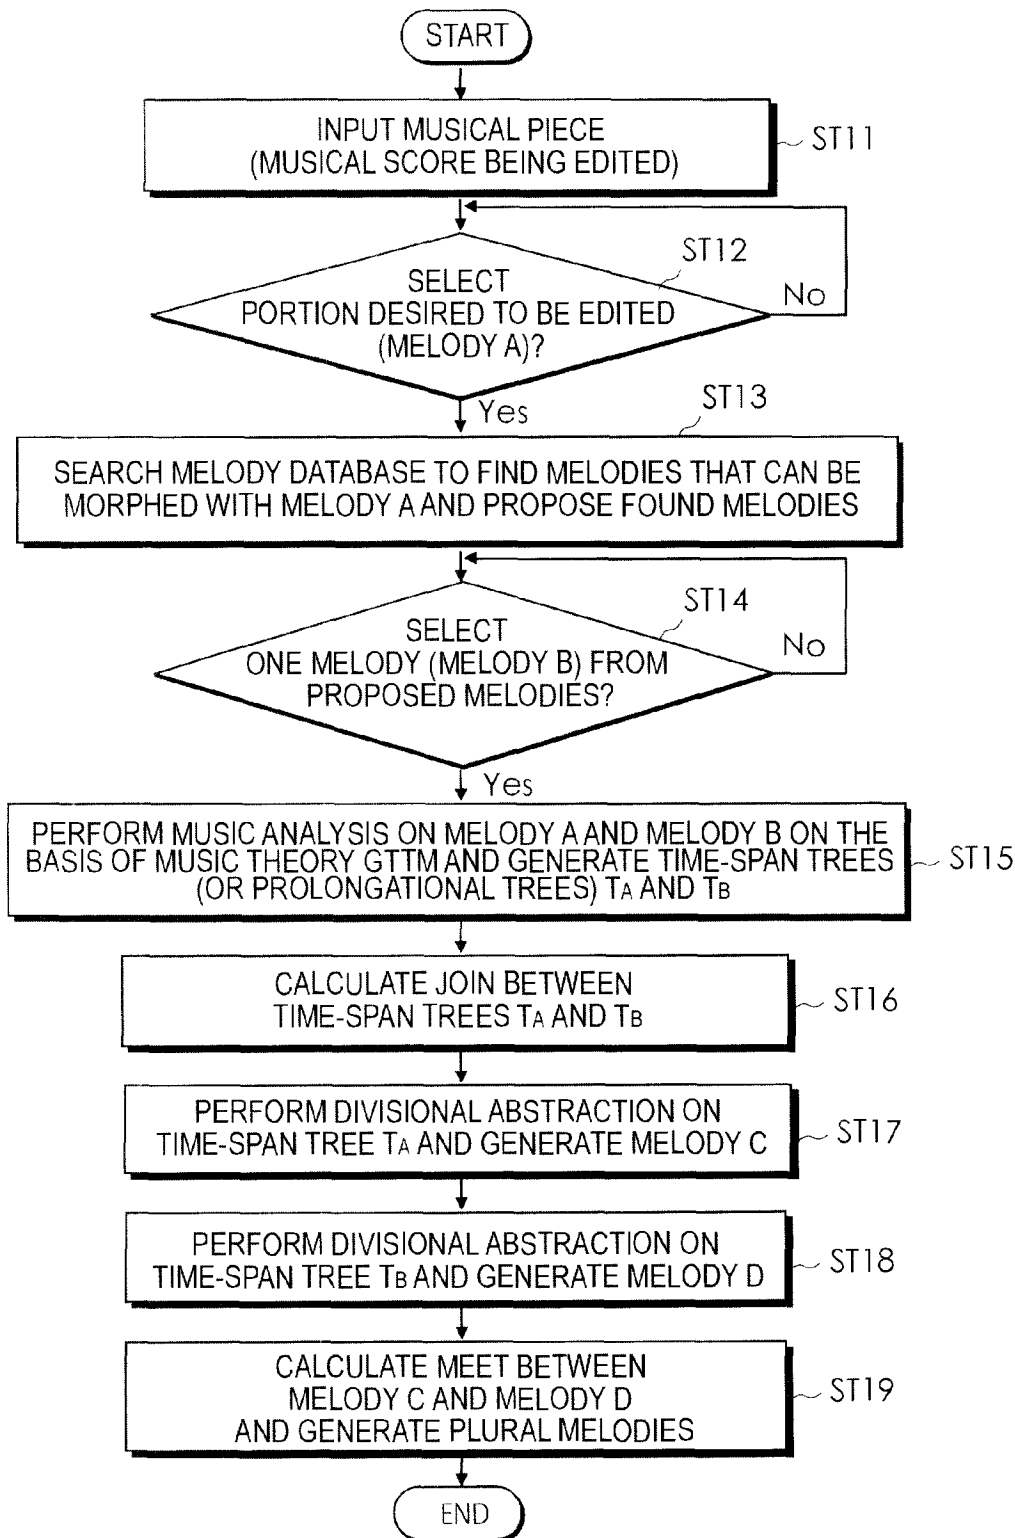 START
INPUT MUSICAL PIECE
(MUSICAL SCORE BEING EDITED)
ST11
ST12
SELECT
PORTION DESIRED TO BE EDITED
(MELODY A)?
No
Yes
ST13
SEARCH MELODY DATABASE TO FIND MELODIES THAT CAN BE
MORPHED WITH MELODY A AND PROPOSE FOUND MELODIES
ST14
SELECT
ONE MELODY (MELODY B) FROM
PROPOSED MELODIES?
No
Yes
PERFORM MUSIC ANALYSIS ON MELODY A AND MELODY B ON THE
BASIS OF MUSIC THEORY GTTM AND GENERATE TIME-SPAN TREES
(OR PROLONGATIONAL TREES) TA AND TB
ST15
CALCULATE JOIN BETWEEN
TIME-SPAN TREES TA AND TB
ST16
PERFORM DIVISIONAL ABSTRACTION ON
TIME-SPAN TREE TA AND GENERATE MELODY C
ST17
PERFORM DIVISIONAL ABSTRACTION ON
TIME-SPAN TREE TB AND GENERATE MELODY D
ST18
CALCULATE MEET BETWEEN
MELODY C AND MELODY D
AND GENERATE PLURAL MELODIES
ST19
END